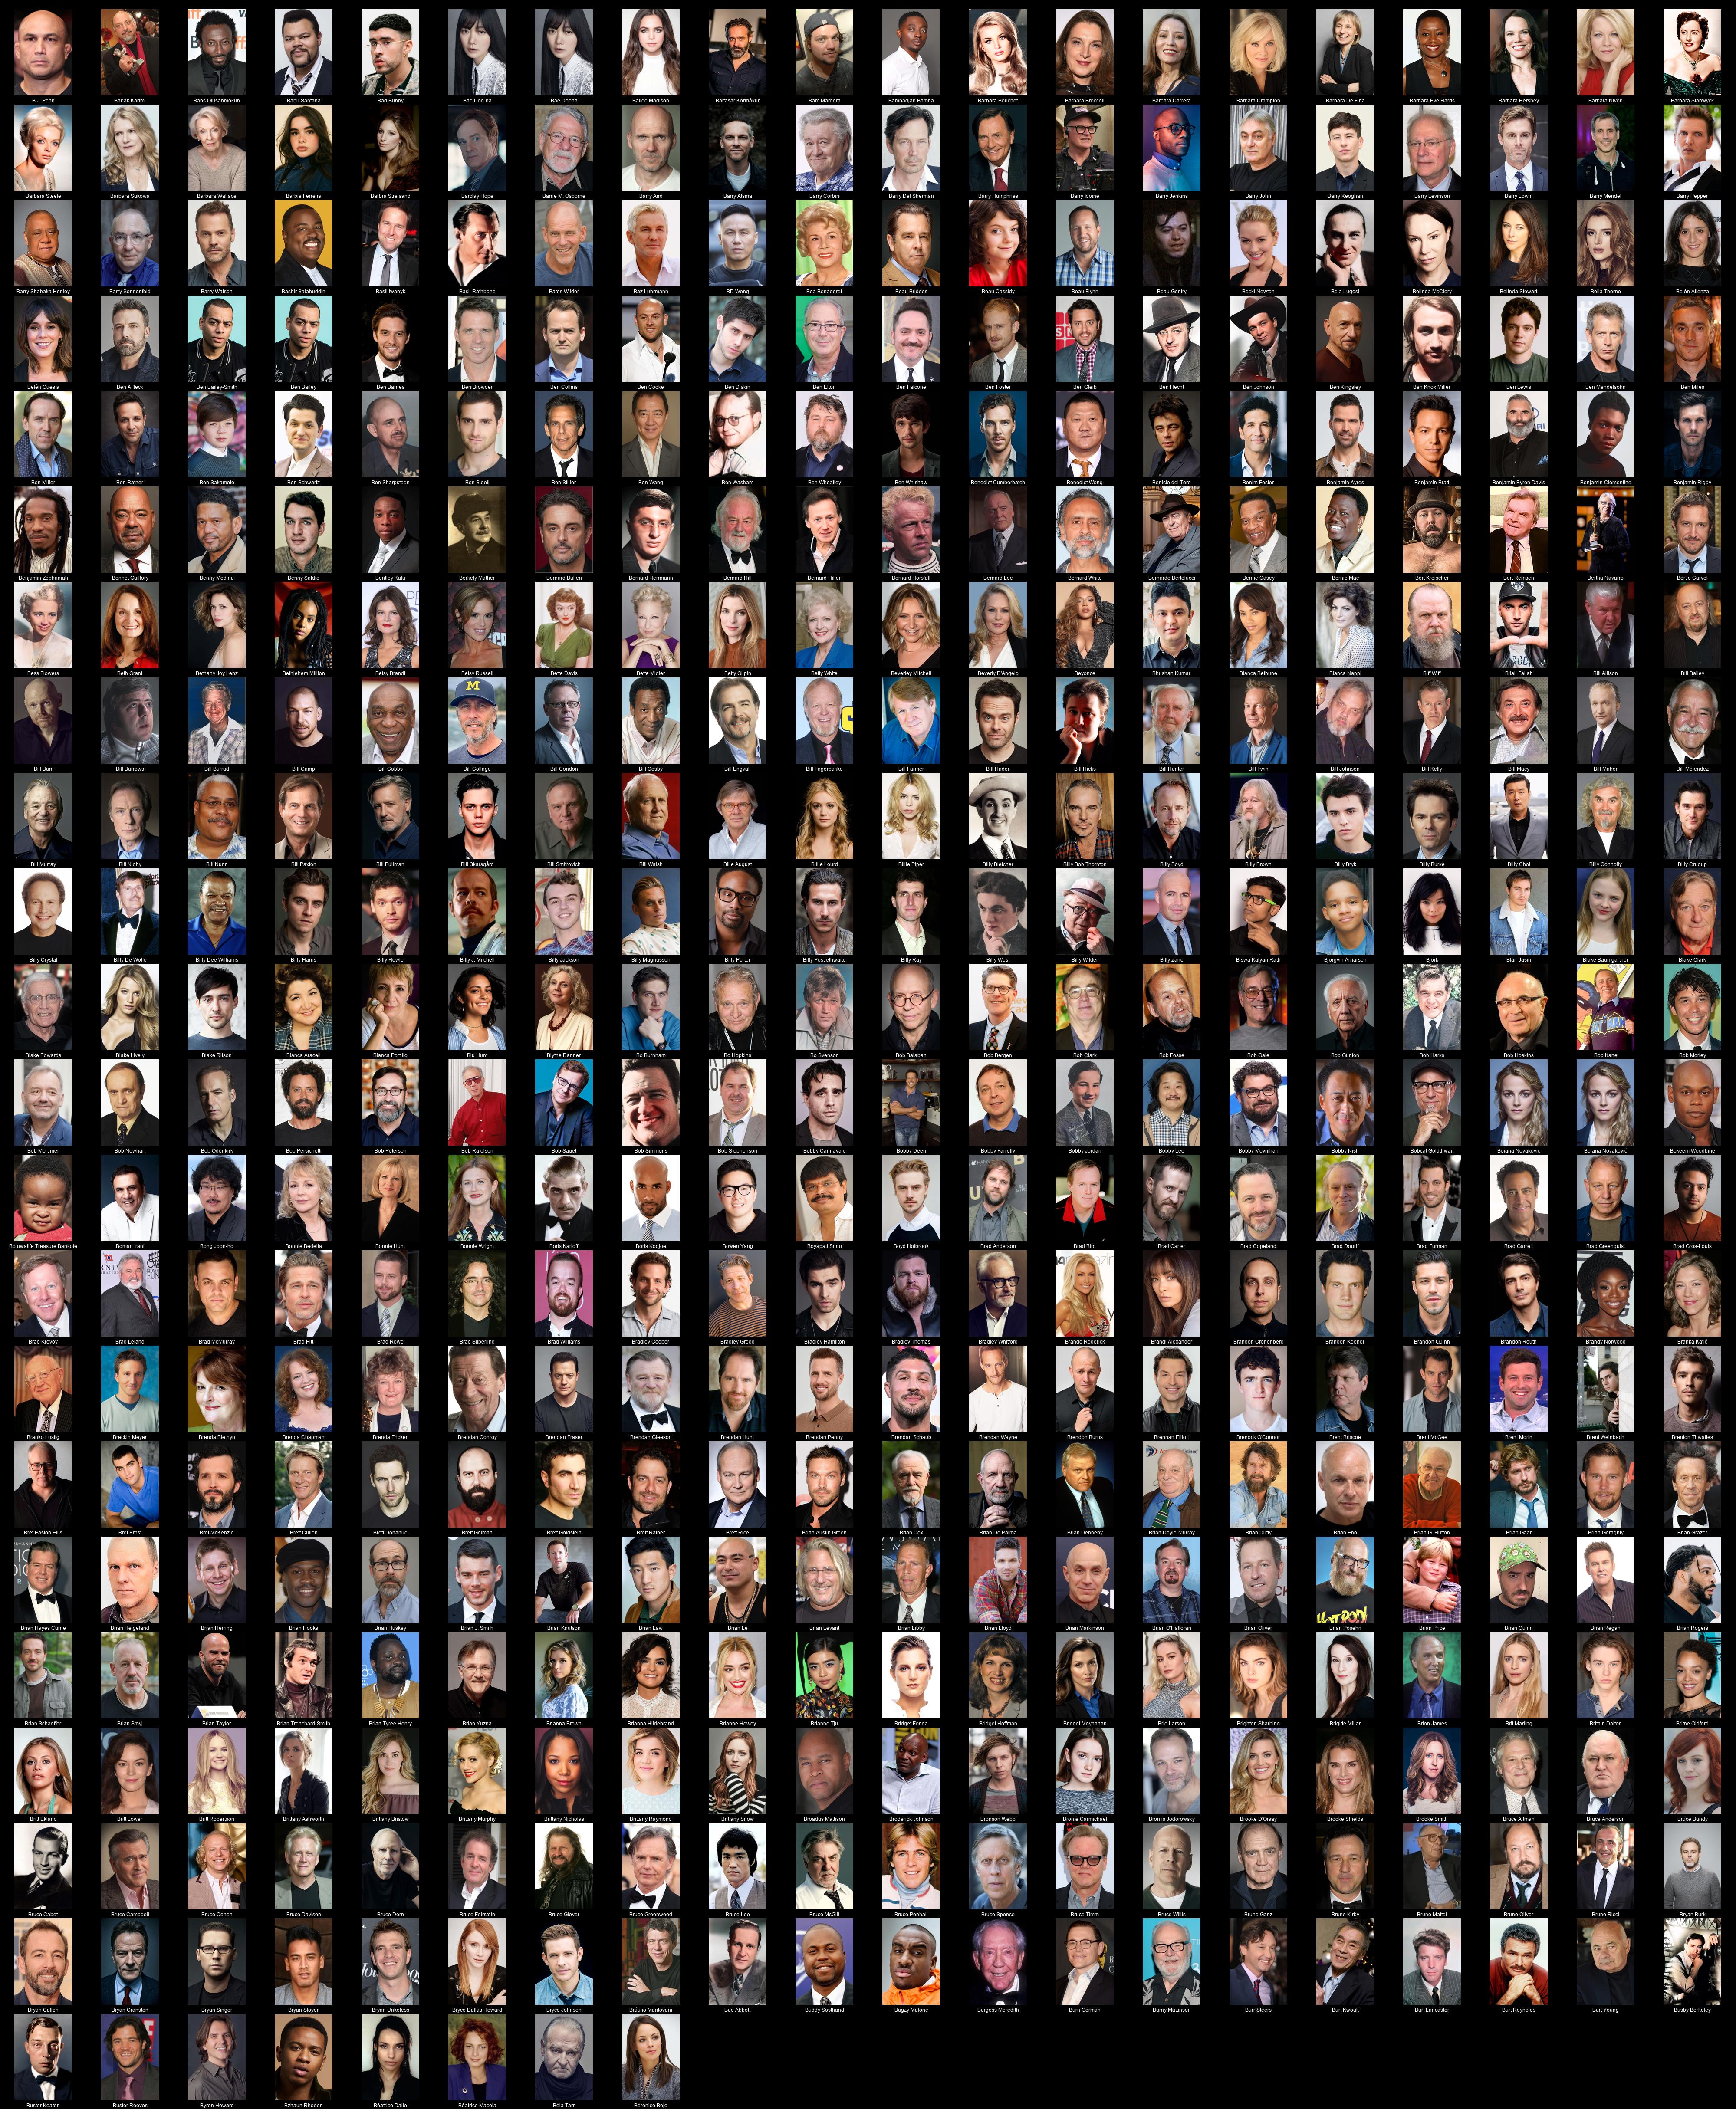 B.J. Penn Babak Karimi Babs Olusanmokun Babu Santana Bad Bunny Bae Doo-na Bae Doona Bailee Madison Baltasar Kormákur Bam Margera Bambadjan Bamba Barbara Bouchet Barbara Broccoli Barbara Carrera Barbara Crampton Barbara De Fina Barbara Eve Harris Barbara Hershey Barbara Niven Barbara Stanwyck
Barbara Steele Barbara Sukowa Barbara Wallace Barbie Ferreira Barbra Streisand Barclay Hope Barrie M. Osborne Barry Aird Barry Atsma Barry Corbin Barry Del Sherman Barry Humphries Barry Idoine Barry Jenkins Barry John Barry Keoghan Barry Levinson Barry Lowin Barry Mendel Barry Pepper
Barry Shabaka Henley Barry Sonnenfeld Barry Watson Bashir Salahuddin Basil Iwanyk Basil Rathbone Bates Wilder Baz Luhrmann BD Wong Bea Benaderet Beau Bridges Beau Cassidy Beau Flynn Beau Gentry Becki Newton Bela Lugosi Belinda McClory Belinda Stewart Bella Thorne Belén Atienza
Belén Cuesta Ben Affleck Ben Bailey-Smith Ben Bailey Ben Barnes Ben Browder Ben Collins Ben Cooke Ben Diskin Ben Elton Ben Falcone Ben Foster Ben Gleib Ben Hecht Ben Johnson Ben Kingsley Ben Knox Miller Ben Lewis Ben Mendelsohn Ben Miles
Ben Miller Ben Ratner Ben Sakamoto Ben Schwartz Ben Sharpsteen Ben Sidell Ben Stiller Ben Wang Ben Washam Ben Wheatley Ben Whishaw Benedict Cumberbatch Benedict Wong Benicio del Toro Benim Foster Benjamin Ayres Benjamin Bratt Benjamin Byron Davis Benjamin Clémentine Benjamin Rigby
Benjamin Zephaniah Bennet Guillory Benny Medina Benny Safdie Bentley Kalu Berkely Mather Bernard Bullen Bernard Herrmann Bernard Hill Bernard Hiller Bernard Horsfall Bernard Lee Bernard White Bernardo Bertolucci Bernie Casey Bernie Mac Bert Kreischer Bert Remsen Bertha Navarro Bertie Carvel
Bess Flowers Beth Grant Bethany Joy Lenz Bethlehem Million Betsy Brandt Betsy Russell Bette Davis Bette Midler Betty Gilpin Betty White Beverley Mitchell Beverly D'Angelo Beyoncé Bhushan Kumar Bianca Bethune Bianca Nappi Biff Wiff Bilall Fallah Bill Allison Bill Bailey
Bill Burr Bill Burrows Bill Burrud Bill Camp Bill Cobbs Bill Collage Bill Condon Bill Cosby Bill Engvall Bill Fagerbakke Bill Farmer Bill Hader Bill Hicks Bill Hunter Bill Irwin Bill Johnson Bill Kelly Bill Macy Bill Maher Bill Melendez
Bill Murray Bill Nighy Bill Nunn Bill Paxton Bill Pullman Bill Skarsgård Bill Smitrovich Bill Walsh Bille August Billie Lourd Billie Piper Billy Bletcher Billy Bob Thornton Billy Boyd Billy Brown Billy Bryk Billy Burke Billy Choi Billy Connolly Billy Crudup
Billy Crystal Billy De Wolfe Billy Dee Williams Billy Harris Billy Howle Billy J. Mitchell Billy Jackson Billy Magnussen Billy Porter Billy Postlethwaite Billy Ray Billy West Billy Wilder Billy Zane Biswa Kalyan Rath Bjorgvin Arnarson Björk Blair Jasin Blake Baumgartner Blake Clark
Blake Edwards Blake Lively Blake Ritson Blanca Araceli Blanca Portillo Blu Hunt Blythe Danner Bo Burnham Bo Hopkins Bo Svenson Bob Balaban Bob Bergen Bob Clark Bob Fosse Bob Gale Bob Gunton Bob Harks Bob Hoskins Bob Kane Bob Morley
Bob Mortimer Bob Newhart Bob Odenkirk Bob Persichetti Bob Peterson Bob Rafelson Bob Saget Bob Simmons Bob Stephenson Bobby Cannavale Bobby Deen Bobby Farrelly Bobby Jordan Bobby Lee Bobby Moynihan Bobby Nish Bobcat Goldthwait Bojana Novakovic Bojana Novaković Bokeem Woodbine
Boluwatife Treasure Bankole Boman Irani Bong Joon-ho Bonnie Bedelia Bonnie Hunt Bonnie Wright Boris Karloff Boris Kodjoe Bowen Yang Boyapati Srinu Boyd Holbrook Brad Anderson Brad Bird Brad Carter Brad Copeland Brad Dourif Brad Furman Brad Garrett Brad Greenquist Brad Gros-Louis
Brad Krevoy Brad Leland Brad McMurray Brad Pitt Brad Rowe Brad Silberling Brad Williams Bradley Cooper Bradley Gregg Bradley Hamilton Bradley Thomas Bradley Whitford Brande Roderick Brandi Alexander Brandon Cronenberg Brandon Keener Brandon Quinn Brandon Routh Brandy Norwood Branka Katić
Branko Lustig Breckin Meyer Brenda Blethyn Brenda Chapman Brenda Fricker Brendan Conroy Brendan Fraser Brendan Gleeson Brendan Hunt Brendan Penny Brendan Schaub Brendan Wayne Brendon Burns Brennan Elliott Brenock O'Connor Brent Briscoe Brent McGee Brent Morin Brent Weinbach Brenton Thwaites
Bret Easton Ellis Bret Ernst Bret McKenzie Brett Cullen Brett Donahue Brett Gelman Brett Goldstein Brett Ratner Brett Rice Brian Austin Green Brian Cox Brian De Palma Brian Dennehy Brian Doyle-Murray Brian Duffy Brian Eno Brian G. Hutton Brian Gaar Brian Geraghty Brian Grazer
Brian Hayes Currie Brian Helgeland Brian Herring Brian Hooks Brian Huskey Brian J. Smith Brian Knutson Brian Law Brian Le Brian Levant Brian Libby Brian Lloyd Brian Markinson Brian O'Halloran Brian Oliver Brian Posehn Brian Price Brian Quinn Brian Regan Brian Rogers
Brian Schaeffer Brian Smyj Brian Taylor Brian Trenchard-Smith Brian Tyree Henry Brian Yuzna Brianna Brown Brianna Hildebrand Brianne Howey Brianne Tju Bridget Fonda Bridget Hoffman Bridget Moynahan Brie Larson Brighton Sharbino Brigitte Millar Brion James Brit Marling Britain Dalton Britne Oldford
Britt Ekland Britt Lower Britt Robertson Brittany Ashworth Brittany Bristow Brittany Murphy Brittany Nicholas Brittany Raymond Brittany Snow Broadus Mattison Broderick Johnson Bronson Webb Bronte Carmichael Brontis Jodorowsky Brooke D'Orsay Brooke Shields Brooke Smith Bruce Altman Bruce Anderson Bruce Bundy
Bruce Cabot Bruce Campbell Bruce Cohen Bruce Davison Bruce Dern Bruce Feirstein Bruce Glover Bruce Greenwood Bruce Lee Bruce McGill Bruce Penhall Bruce Spence Bruce Timm Bruce Willis Bruno Ganz Bruno Kirby Bruno Mattei Bruno Oliver Bruno Ricci Bryan Burk
Bryan Callen Bryan Cranston Bryan Singer Bryan Sloyer Bryan Unkeless Bryce Dallas Howard Bryce Johnson Bráulio Mantovani Bud Abbott Buddy Sosthand Bugzy Malone Burgess Meredith Burn Gorman Burny Mattinson Burr Steers Burt Kwouk Burt Lancaster Burt Reynolds Burt Young Busby Berkeley
Buster Keaton Buster Reeves Byron Howard Bzhaun Rhoden Béatrice Dalle Béatrice Macola Béla Tarr Bérénice Bejo